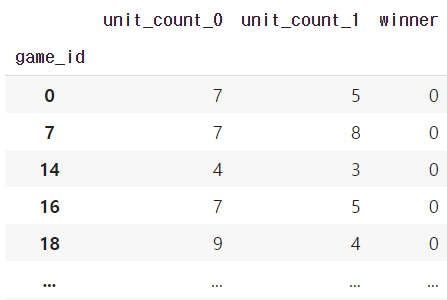 unit_count_0 unit_count_1 winner
game_id
0 7 5 0
7 7 8 0
14 4 3 0
16 7 5 0
18 9 4 0
... ... ... ...